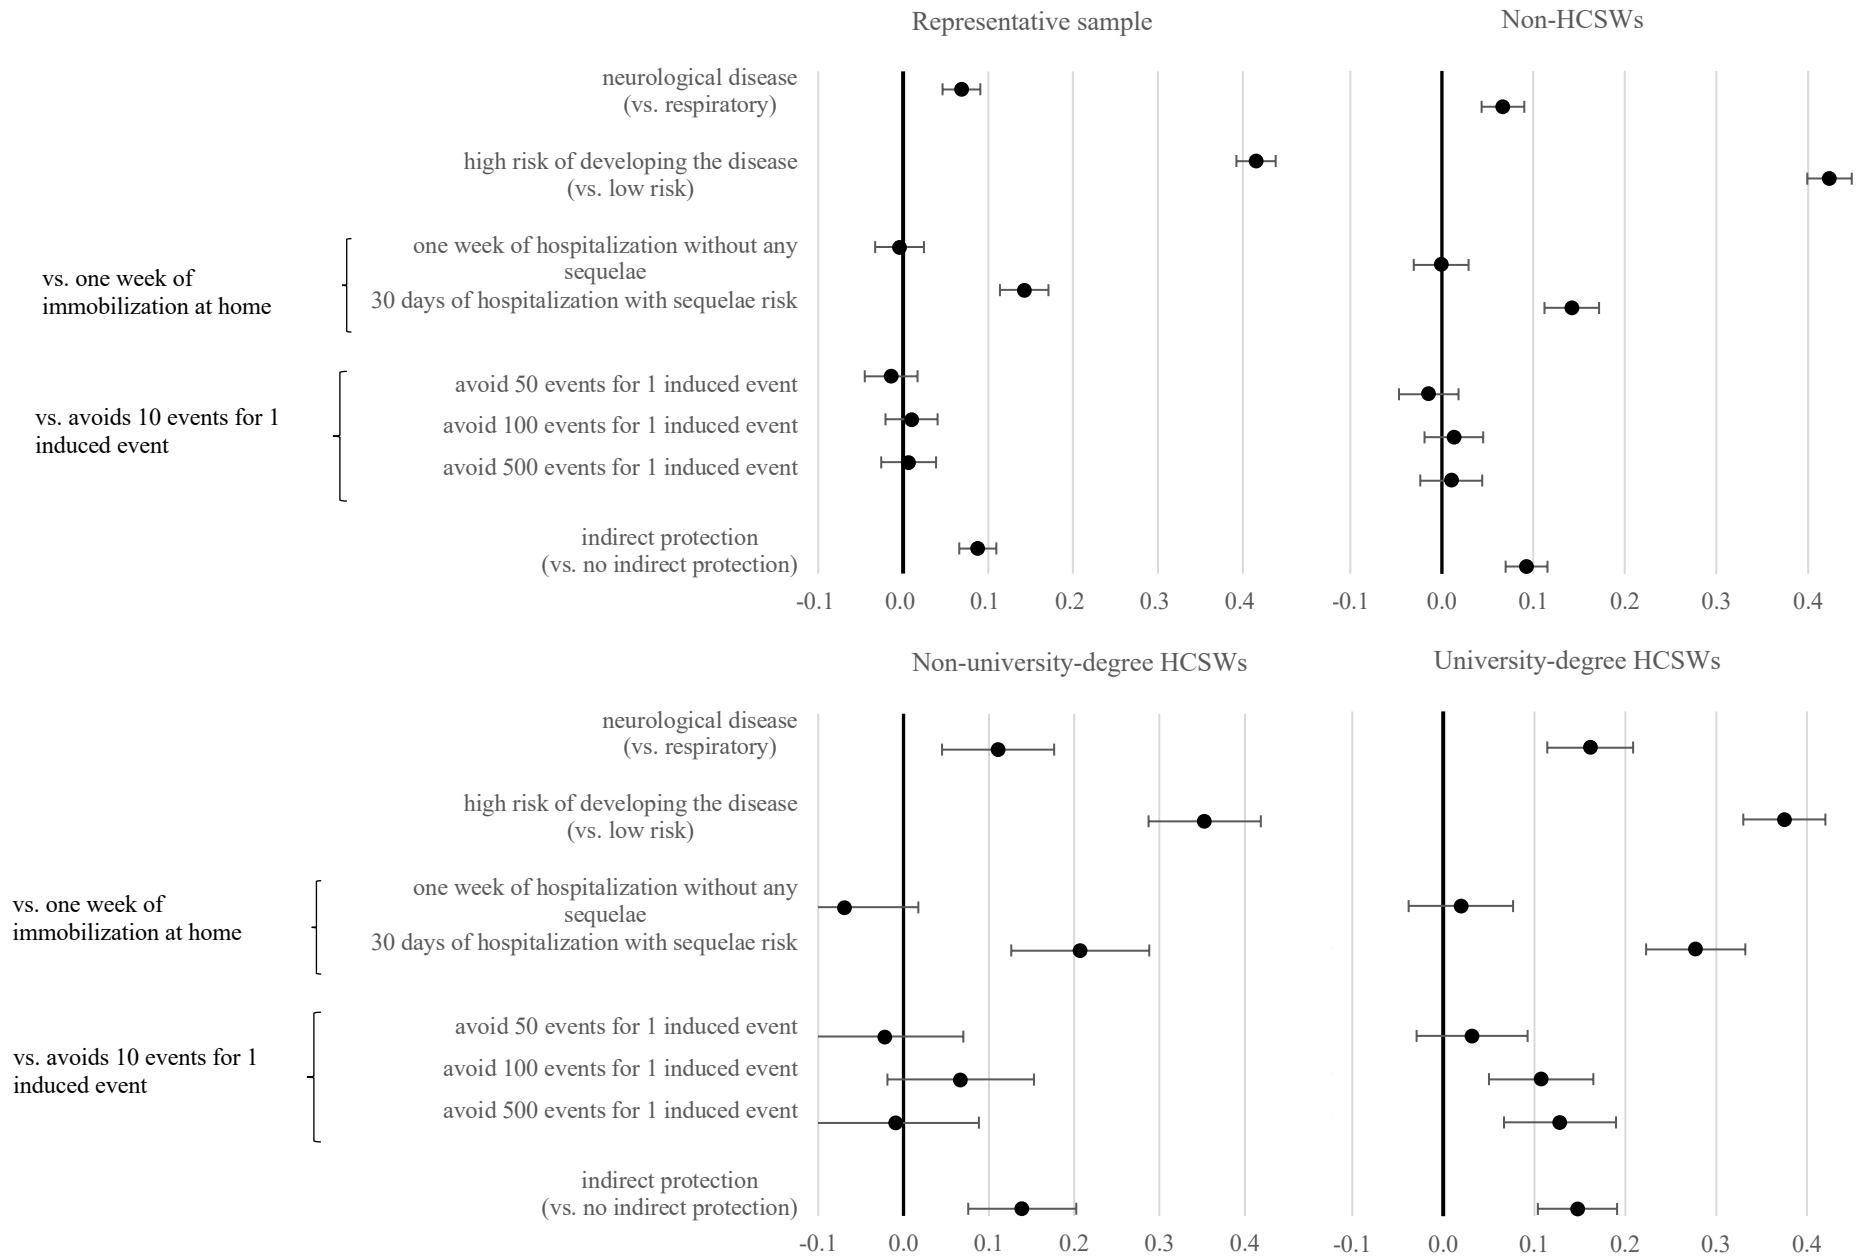 Representative sample
Non-HCSWs
neurological disease
(vs. respiratory)
high risk of developing the disease
(vs. low risk)
vs. one week of
immobilization at home
one week of hospitalization without any
sequelae
30 days of hospitalization with sequelae risk
vs. avoids 10 events for 1
induced event
avoid 50 events for 1 induced event
avoid 100 events for 1 induced event
avoid 500 events for 1 induced event
indirect protection
(vs. no indirect protection)
-0.1 0.0 0.1 0.2 0.3 0.4
-0.1 0.0 0.1 0.2 0.3 0.4
Non-university-degree HCSWs
University-degree HCSWs
neurological disease
(vs. respiratory)
high risk of developing the disease
(vs. low risk)
vs. one week of
immobilization at home
one week of hospitalization without any
sequelae
30 days of hospitalization with sequelae risk
vs. avoids 10 events for 1
induced event
avoid 50 events for 1 induced event
avoid 100 events for 1 induced event
avoid 500 events for 1 induced event
indirect protection
(vs. no indirect protection)
-0.1 0.0 0.1 0.2 0.3 0.4
-0.1 0.0 0.1 0.2 0.3 0.4